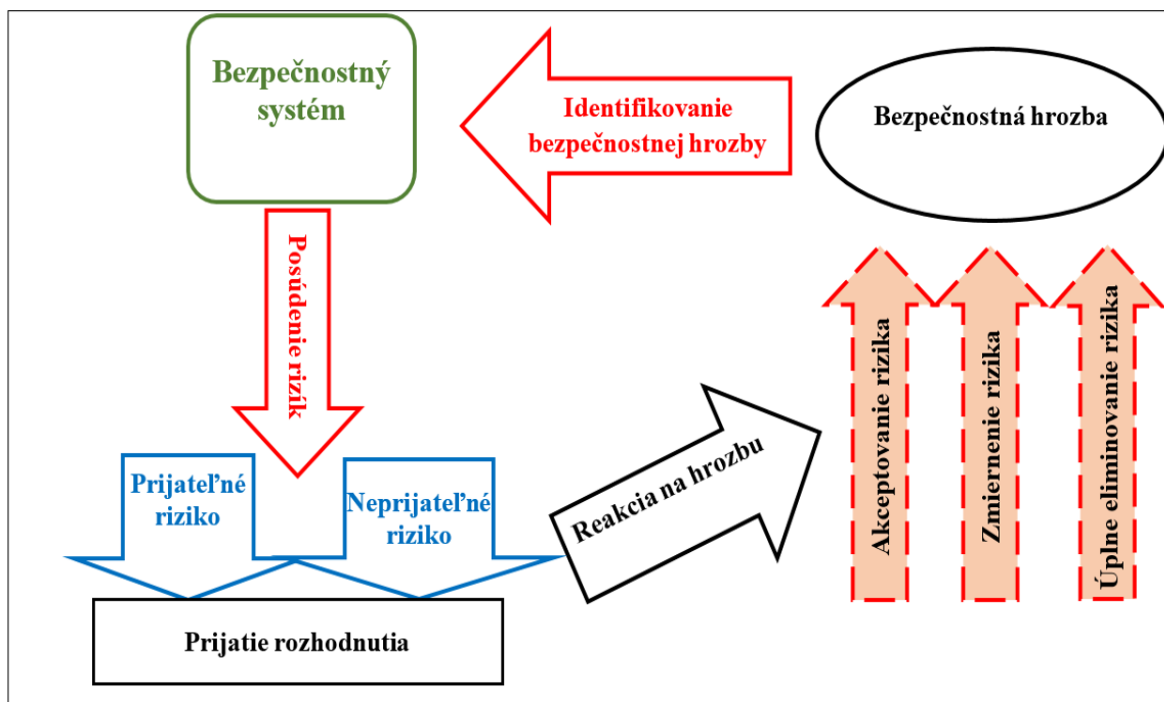 Bezpečnostný
systém
Identifikovanie
bezpečnostnej hrozby
Bezpečnostná hrozba
Posúdenie rizík
Prijateľné
riziko
Neprijateľné
riziko
Prijatie rozhodnutia
Reakcia na hrozbu
Akceptovanie rizika
Zmiernenie rizika
Úplne eliminovanie rizika